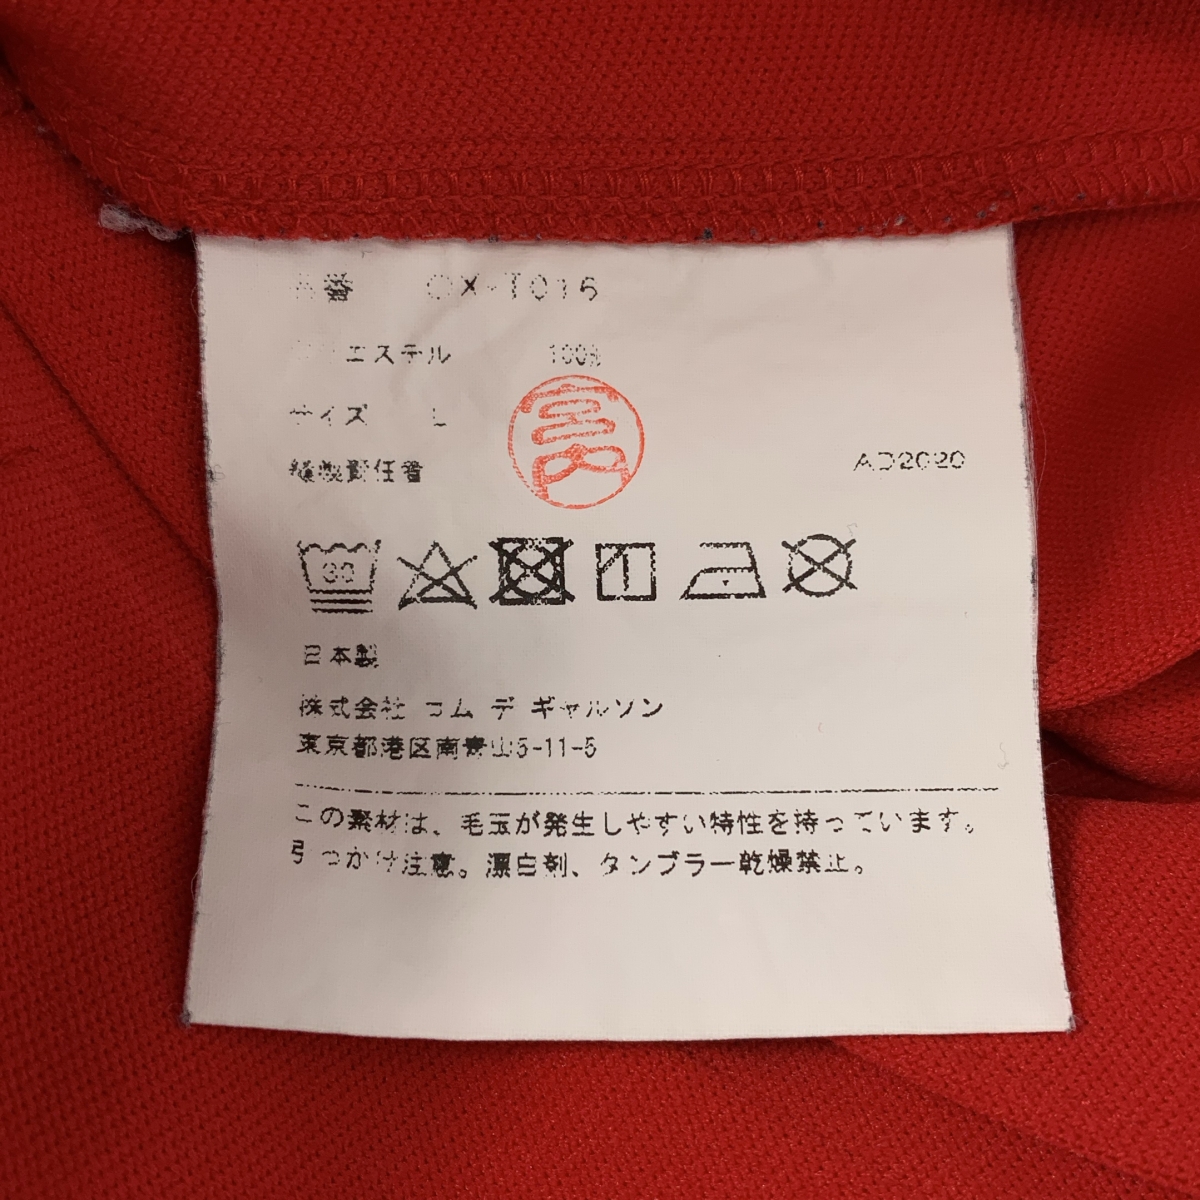 品番 OX-T016
ポリエステル 100%
サイズ L
縫製責任者 宮内
AD2020
30
日本製
株式会社 コム デ ギャルソン
東京都港区南青山5-11-5
この素材は、毛玉が発生しやすい特性を持っています。
引っかけ注意。漂白剤、タンブラー乾燥禁止。